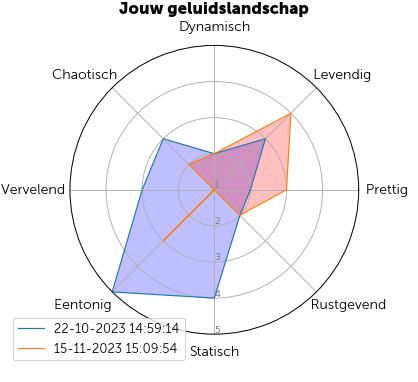 Jouw geluidslandschap
Dynamisch
Chaotisch
Levendig
Vervelend
Prettig
1
2
3
4
5
Eentonig
Rustgevend
Statisch
22-10-2023 14:59:14
15-11-2023 15:09:54